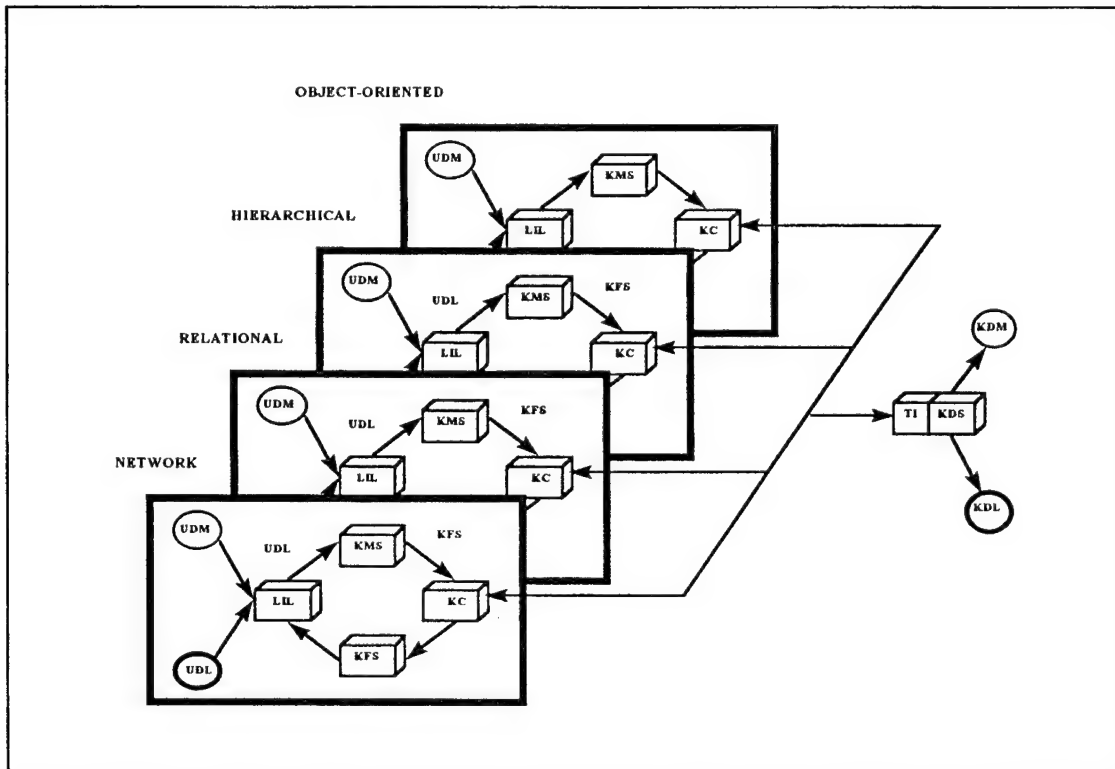 OBJECT-ORIENTED
UDM
KMS
LIL
KC
HIERARCHICAL
UDM
UDL
KMS
KFS
LIL
KC
RELATIONAL
UDM
UDL
KMS
KFS
LIL
KC
NETWORK
UDM
UDL
KMS
KFS
LIL
KC
KFS
UDL
KDM
TI
KDS
KDL